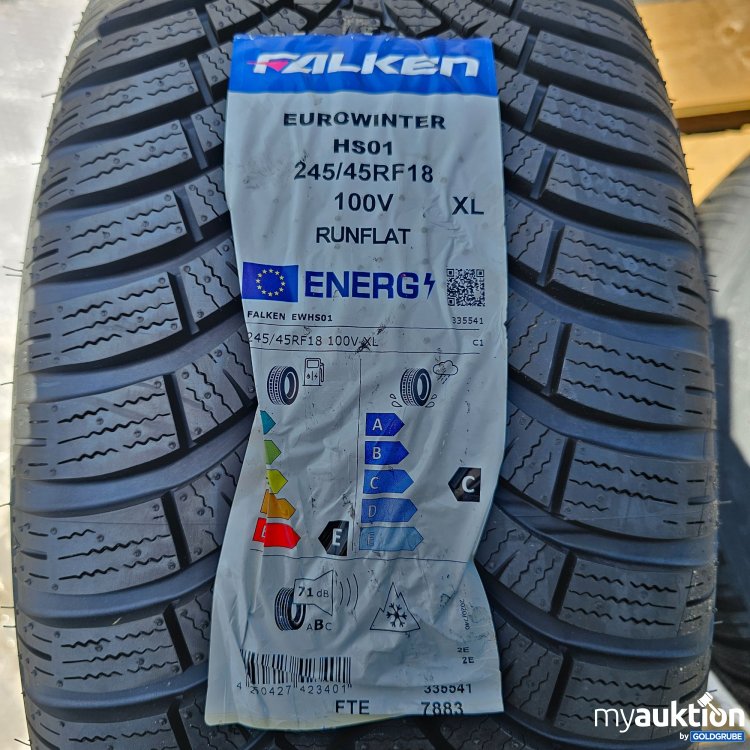 FALKEN
EUROWINTER
HS01
245/45RF18
100V XL
RUNFLAT
ENERG
FALKEN EWHS01 335541
245/45RF18 100V XL C1
A
B
C
D
E
E
E
C
71 dB
ABC
2E
2E
335541
FTE 7883
myauktion
by GOLDGRUBE